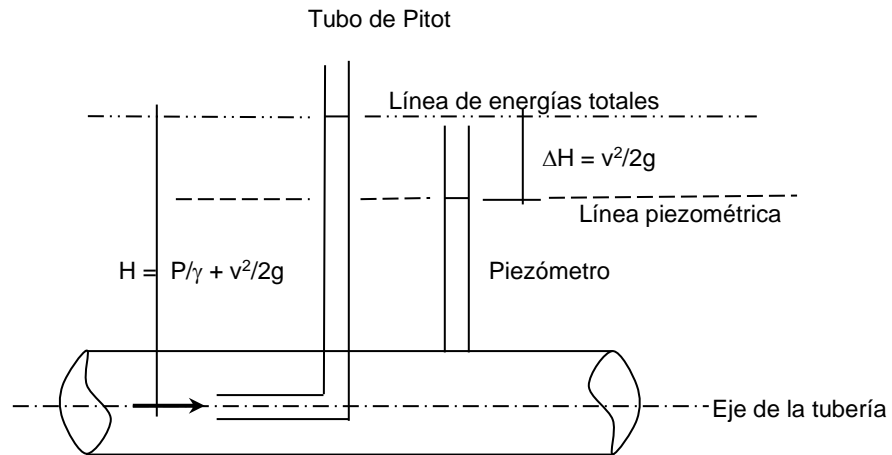 Tubo de Pitot
Línea de energías totales
ΔH = v²/2g
Línea piezométrica
H = P/γ + v²/2g
Piezómetro
Eje de la tubería